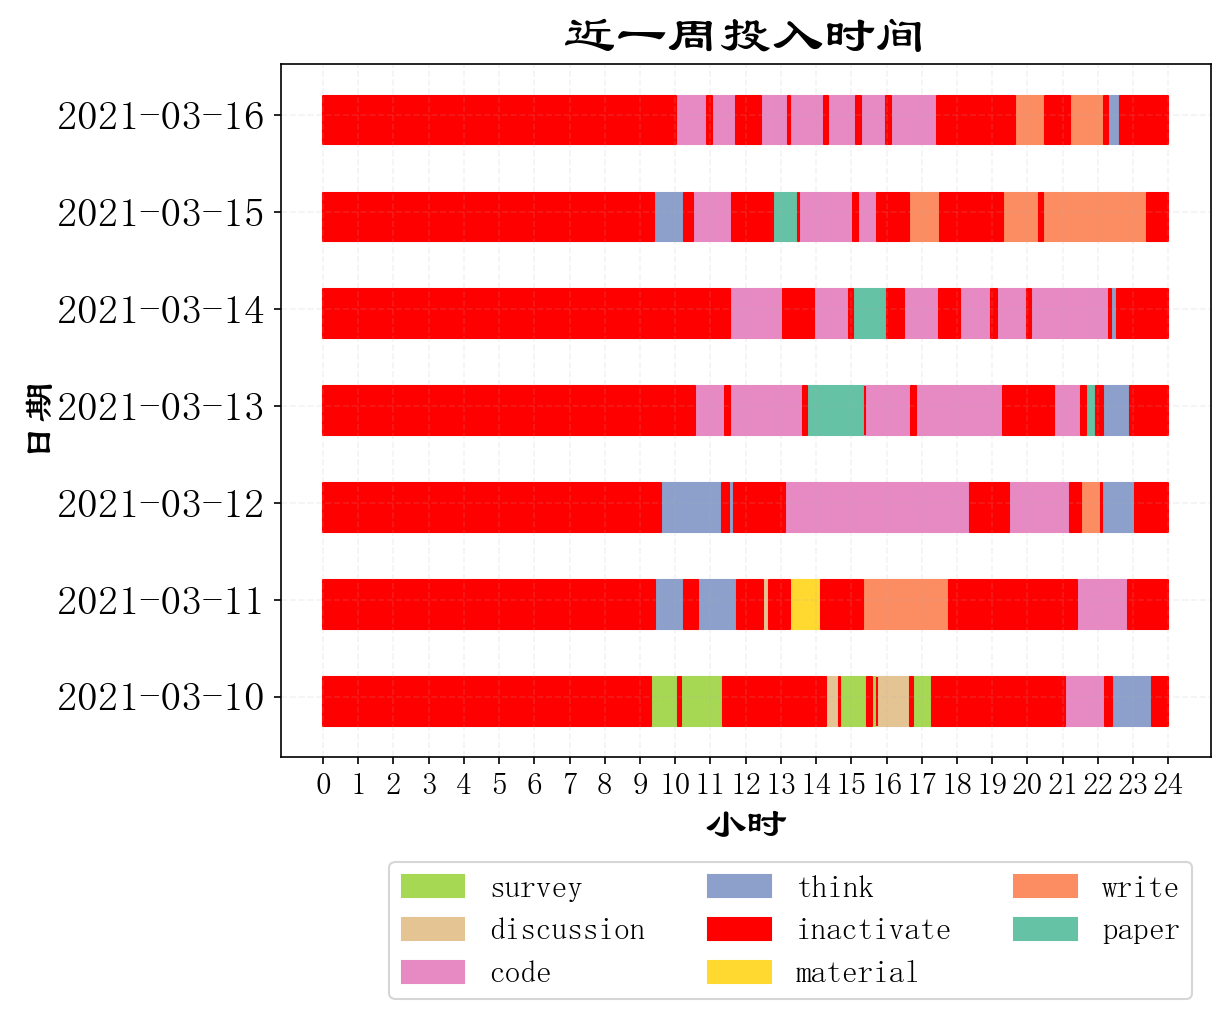 近一周投入时间
2021-03-16
2021-03-15
2021-03-14
2021-03-13
2021-03-12
2021-03-11
2021-03-10
日期
0 1 2 3 4 5 6 7 8 9 10 11 12 13 14 15 16 17 18 19 20 21 22 23 24
小时
survey think write
discussion inactivate paper
code material